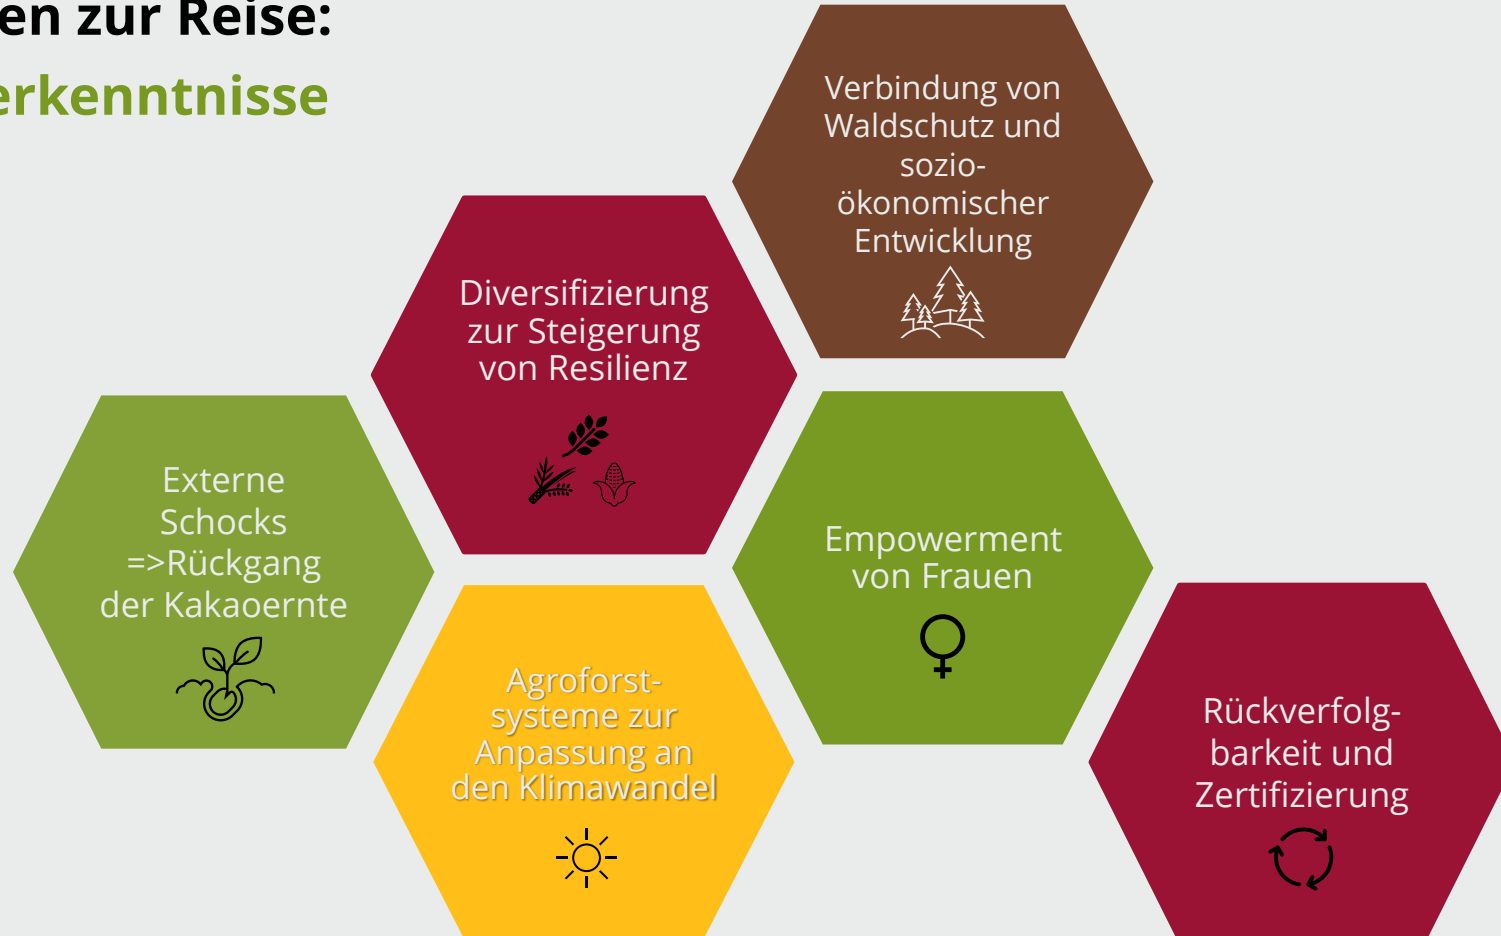 en zur Reise:
erkenntnisse
Verbindung von
Waldschutz und
sozio-
ökonomischer
Entwicklung
Diversifizierung
zur Steigerung
von Resilienz
Externe
Schocks
=>Rückgang
der Kakaoernte
Empowerment
von Frauen
Agroforst-
systeme zur
Anpassung an
den Klimawandel
Rückverfolg-
barkeit und
Zertifizierung